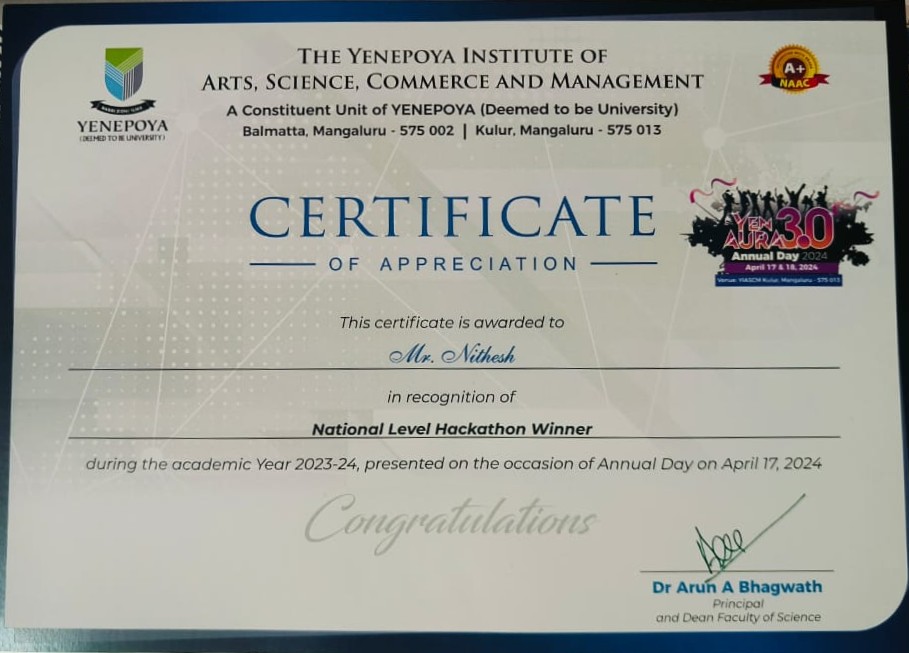 THE YENEPOYA INSTITUTE OF
ARTS, SCIENCE, COMMERCE AND MANAGEMENT
A Constituent Unit of YENEPOYA (Deemed to be University)
Balmatta, Mangaluru - 575 002 | Kulur, Mangaluru - 575 013
YENEPOYA
(DEEMED TO BE UNIVERSITY)
A+
NAAC
CERTIFICATE
OF APPRECIATION
YEN
AURA 3.0
Annual Day 2024
April 17 & 18, 2024
Venue: YIASCM Kulur, Mangaluru - 575 013
This certificate is awarded to
Mr. Nithesh
in recognition of
National Level Hackathon Winner
during the academic Year 2023-24, presented on the occasion of Annual Day on April 17, 2024
Congratulations
Dr Arun A Bhagwath
Principal
and Dean Faculty of Science